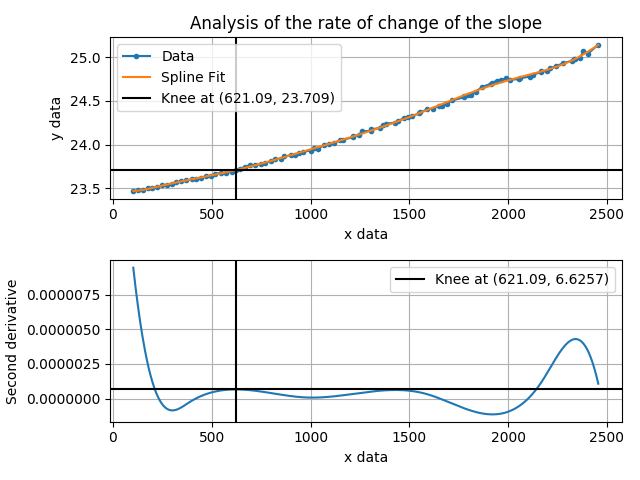 Analysis of the rate of change of the slope
y data
25.0
24.5
24.0
23.5
Data
Spline Fit
Knee at (621.09, 23.709)
0 500 1000 1500 2000 2500
x data
Second derivative
0.0000075
0.0000050
0.0000025
0.0000000
Knee at (621.09, 6.6257)
0 500 1000 1500 2000 2500
x data